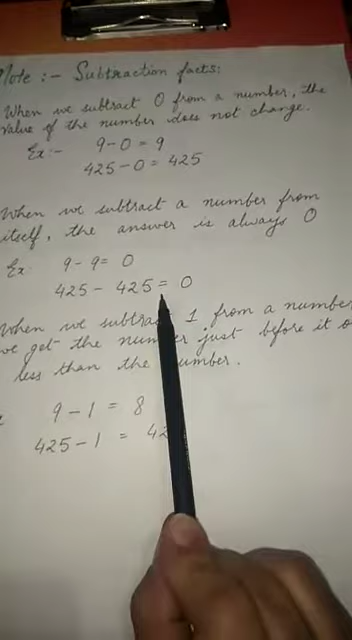 Note :- Subtraction facts:
When we subtract 0 from a number, the
value of the number does not change.
Ex:- 9-0 = 9
425-0 = 425
When we subtract a number from
itself, the answer is always 0
Ex: 9-9= 0
425 - 425 = 0
When we subtract 1 from a number
we get the number just before it or
less than the number.
9-1 = 8
425-1 = 42